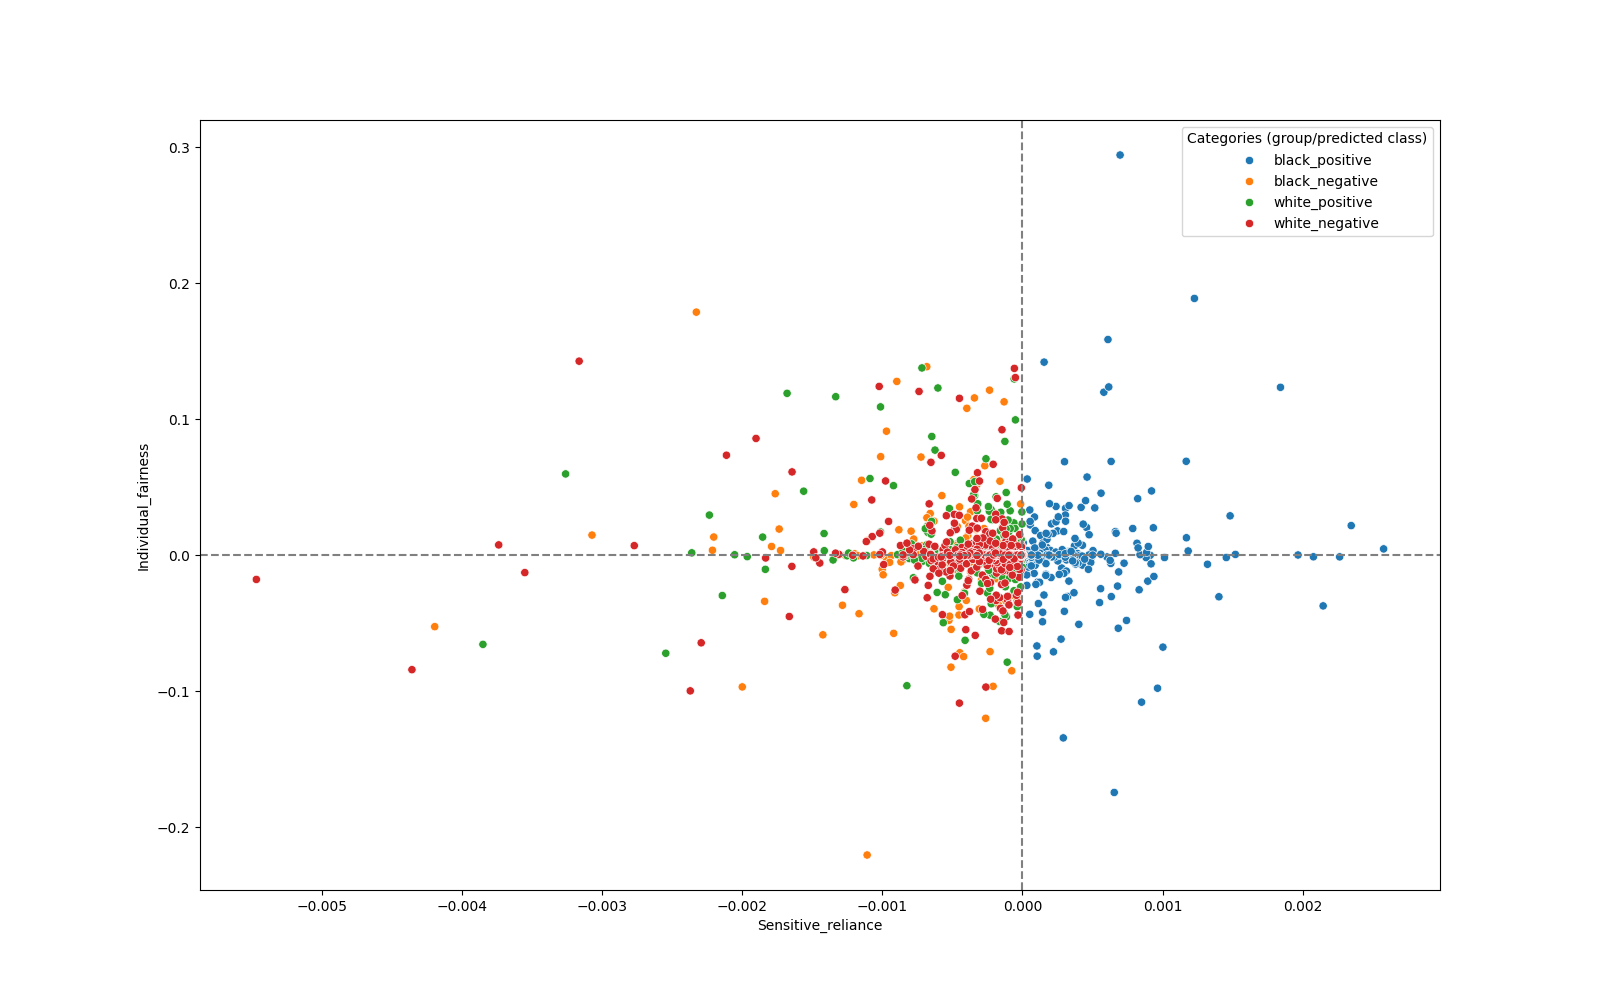 Categories (group/predicted class)
black_positive
black_negative
white_positive
white_negative
0.3
0.2
0.1
0.0
−0.1
−0.2
Individual_fairness
−0.005 −0.004 −0.003 −0.002 −0.001 0.000 0.001 0.002
Sensitive_reliance